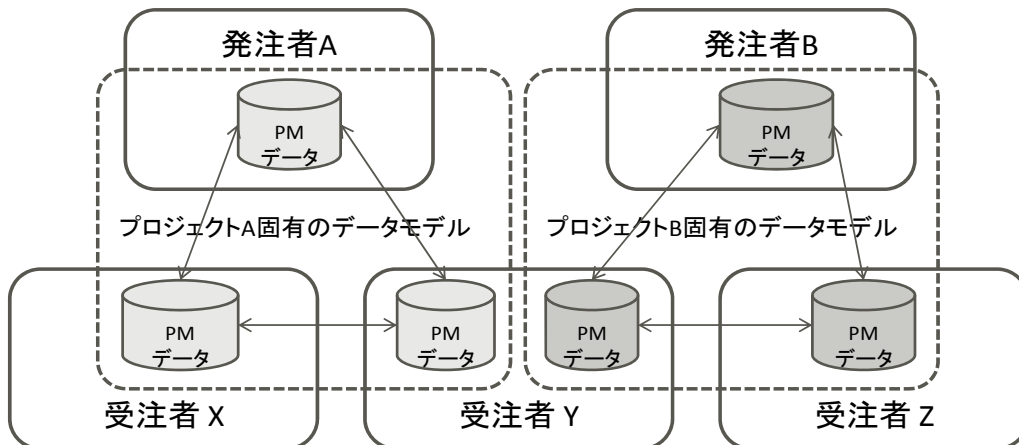 発注者A
発注者B
PM
データ
PM
データ
プロジェクトA固有のデータモデル
プロジェクトB固有のデータモデル
PM
データ
PM
データ
PM
データ
PM
データ
受注者 X
受注者 Y
受注者 Z